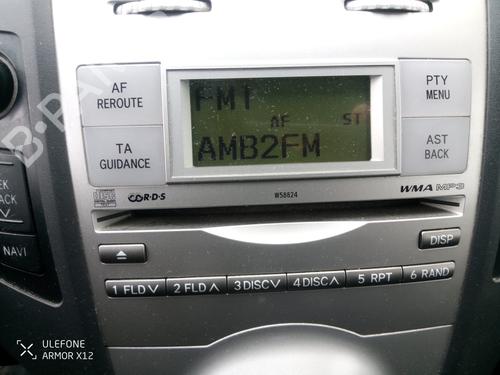 AF
REROUTE
TA
GUIDANCE
FM1
AF ST
AMB2FM
PTY
MENU
AST
BACK
C·O·R·D·S
W58824
WMA MP3
DISP
1 FLD ∨
2 FLD ∧
3 DISC ∨
4 DISC ∧
5 RPT
6 RAND
NAVI
ULEFONE
ARMOR X12